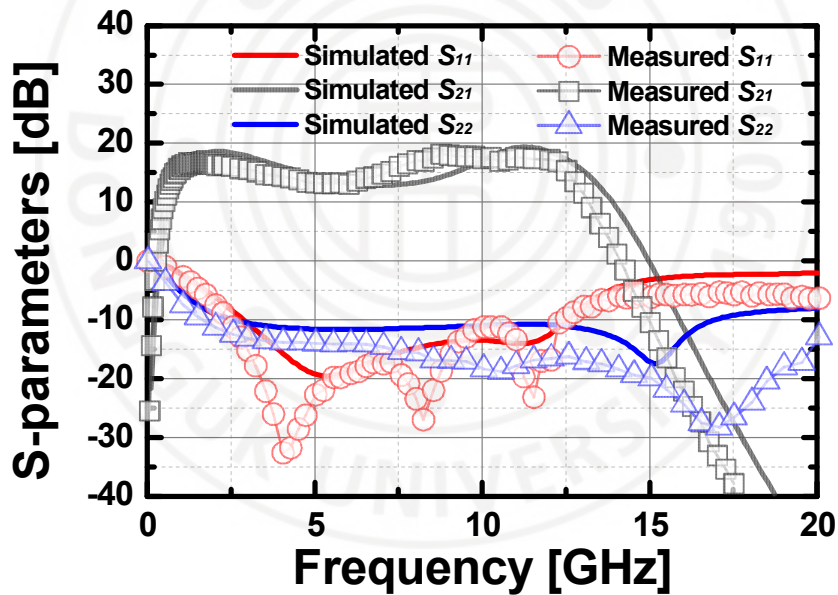 40
30
20
10
0
-10
-20
-30
-40
S-parameters [dB]
Simulated S11
Simulated S21
Simulated S22
Measured S11
Measured S21
Measured S22
0
5
10
15
20
Frequency [GHz]
UNIVERSITY